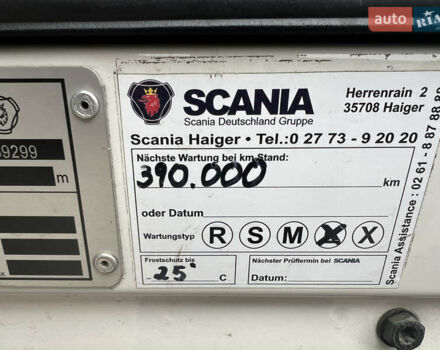 auto RIA
SCANIA
Scania Deutschland Gruppe
Herrenrain 2
35708 Haiger
Scania Haiger • Tel.:0 27 73 - 9 20 20
Nächste Wartung bei km-Stand:
390.000 km
oder Datum
Wartungstyp R S M X
Frostschutz bis
-25° C
Nächster Prüftermin bei SCANIA
Datum:
Scania Assistance : 02 61 - 8 87 88
9299
m